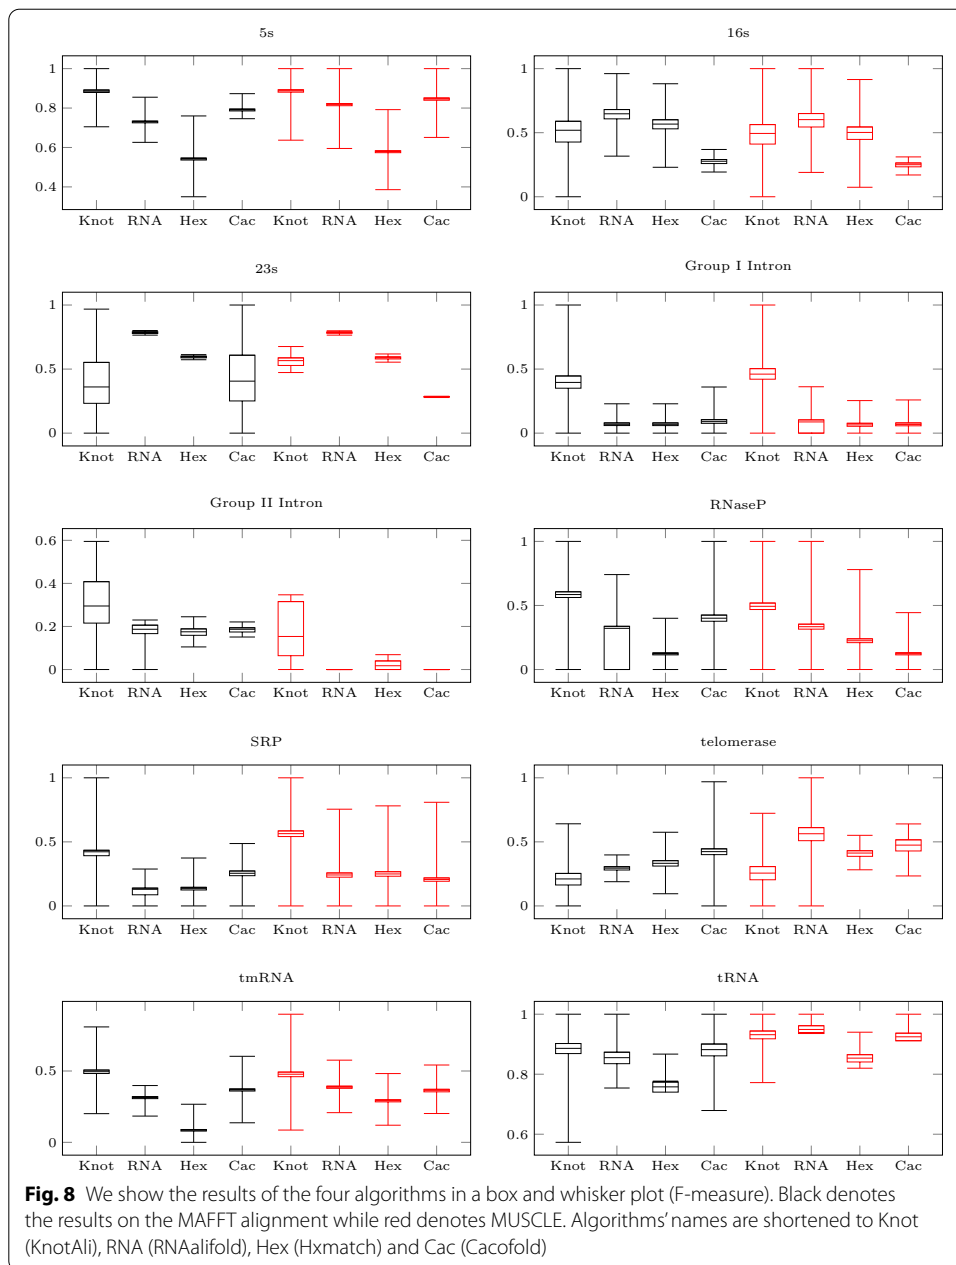 5s
1
0.8
0.6
0.4
Knot RNA Hex Cac Knot RNA Hex Cac
16s
1
0.5
0
Knot RNA Hex Cac Knot RNA Hex Cac
23s
1
0.5
0
Knot RNA Hex Cac Knot RNA Hex Cac
Group I Intron
1
0.5
0
Knot RNA Hex Cac Knot RNA Hex Cac
Group II Intron
0.6
0.4
0.2
0
Knot RNA Hex Cac Knot RNA Hex Cac
RNaseP
1
0.5
0
Knot RNA Hex Cac Knot RNA Hex Cac
SRP
1
0.5
0
Knot RNA Hex Cac Knot RNA Hex Cac
telomerase
1
0.5
0
Knot RNA Hex Cac Knot RNA Hex Cac
tmRNA
0.5
0
Knot RNA Hex Cac Knot RNA Hex Cac
tRNA
1
0.8
0.6
Knot RNA Hex Cac Knot RNA Hex Cac
Fig. 8 We show the results of the four algorithms in a box and whisker plot (F-measure). Black denotes
the results on the MAFFT alignment while red denotes MUSCLE. Algorithms' names are shortened to Knot
(KnotAli), RNA (RNAalifold), Hex (Hxmatch) and Cac (Cacofold)